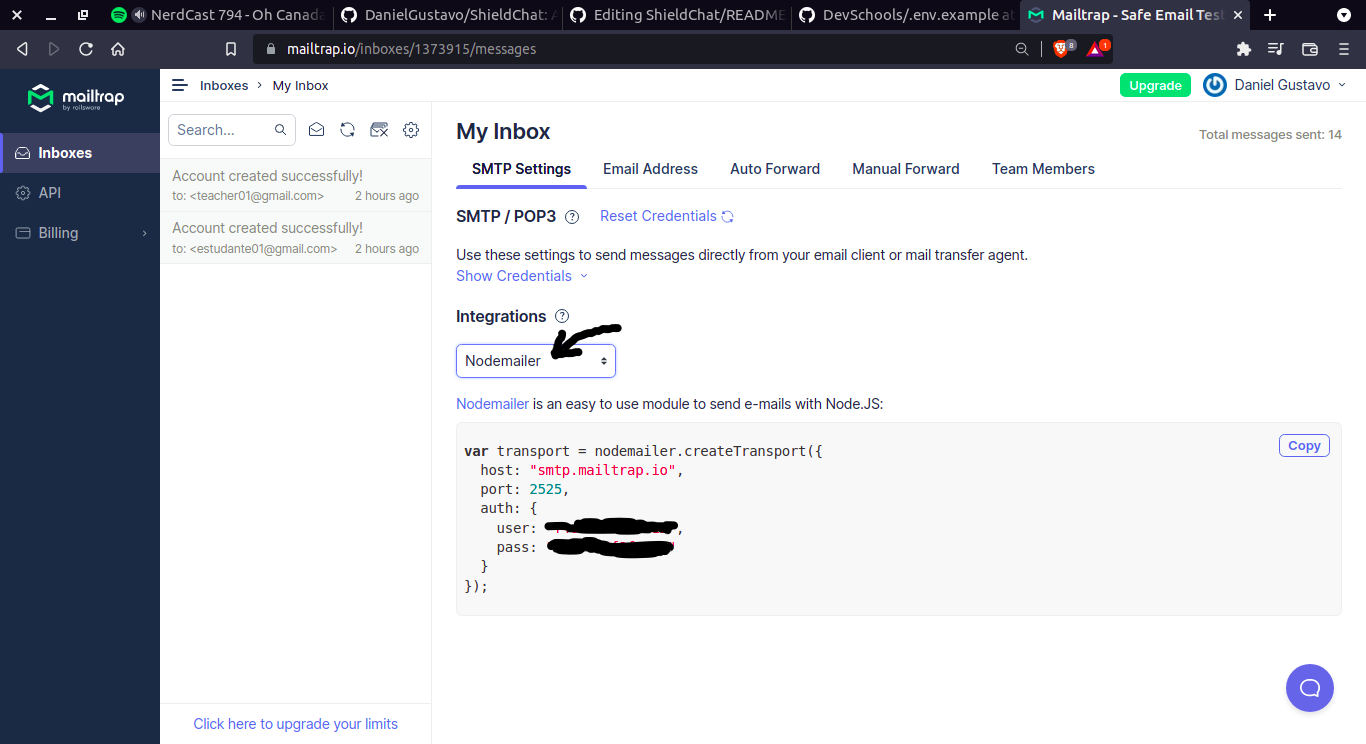 NerdCast 794 - Oh Canada
DanielGustavo/ShieldChat: A
Editing ShieldChat/README
DevSchools/.env.example at
Mailtrap - Safe Email Test
mailtrap.io/inboxes/1373915/messages
8
1
mailtrap
by railsware
Inboxes › My Inbox
Upgrade
Daniel Gustavo
Inboxes
API
Billing
Search...
Account created successfully!
to: <teacher01@gmail.com> 2 hours ago
Account created successfully!
to: <estudante01@gmail.com> 2 hours ago
Click here to upgrade your limits
My Inbox
Total messages sent: 14
SMTP Settings Email Address Auto Forward Manual Forward Team Members
SMTP / POP3 ? Reset Credentials
Use these settings to send messages directly from your email client or mail transfer agent.
Show Credentials
Integrations ?
Nodemailer
Nodemailer is an easy to use module to send e-mails with Node.JS:
Copy
var transport = nodemailer.createTransport({
host: "smtp.mailtrap.io",
port: 2525,
auth: {
user: ,
pass:
}
});